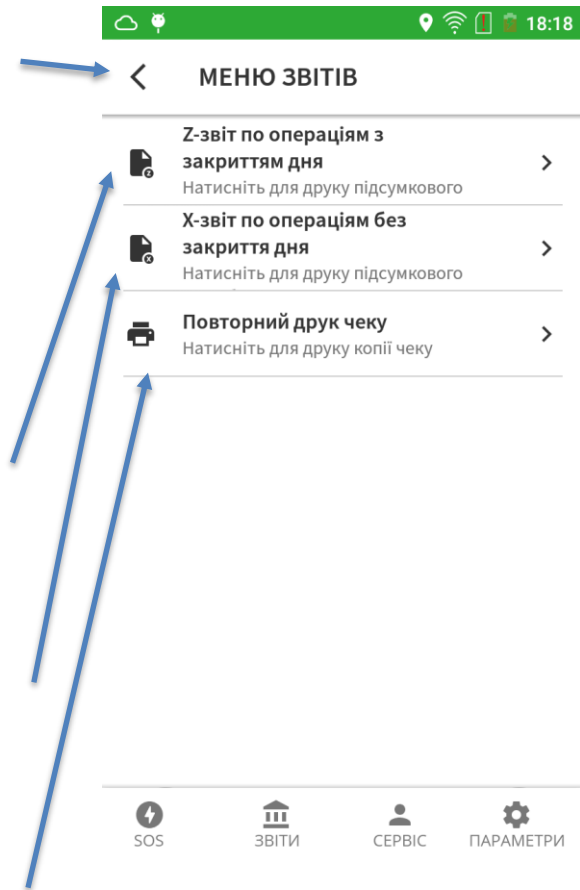 18:18
МЕНЮ ЗВІТІВ
Z-звіт по операціям з
закриттям дня
Натисніть для друку підсумкового
X-звіт по операціям без
закриття дня
Натисніть для друку підсумкового
Повторний друк чеку
Натисніть для друку копії чеку
SOS ЗВІТИ СЕРВІС ПАРАМЕТРИ